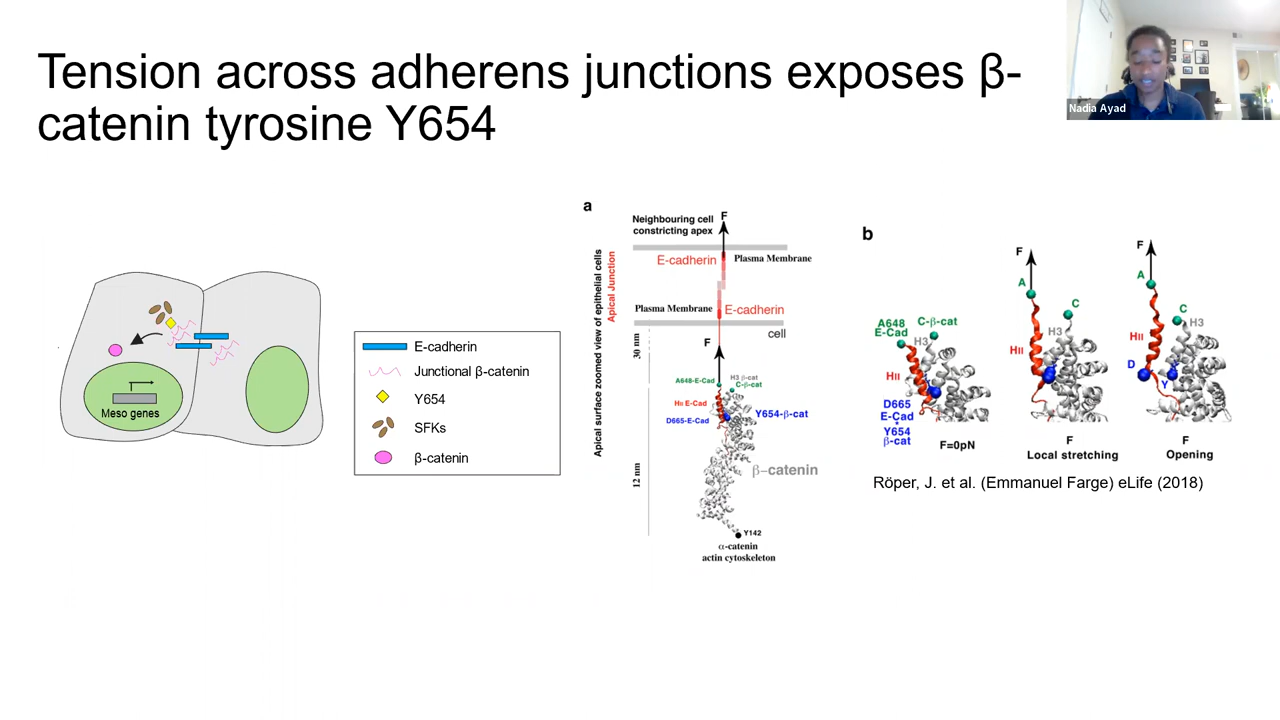 Tension across adherens junctions exposes β-
catenin tyrosine Y654
Nadia Ayad
Meso genes
E-cadherin
Junctional β-catenin
Y654
SFKs
β-catenin
a
Apical surface zoomed view of epithelial cells
Apical Junction
Neighbouring cell
constricting apex
F
E-cadherin
Plasma Membrane
Plasma Membrane
E-cadherin
cell
30 nm
F
A648-E-Cad
H3 β-cat
C-β-cat
HII E-Cad
D665-E-Cad
Y654-β-cat
β-catenin
12 nm
Y142
α-catenin
actin cytoskeleton
b
A648
E-Cad
C-β-cat
H3
HII
D665
E-Cad
Y654
β-cat
F=0pN
F
A
C
H3
HII
F
Local stretching
F
A
C
H3
HII
D
Y
F
Opening
Röper, J. et al. (Emmanuel Farge) eLife (2018)